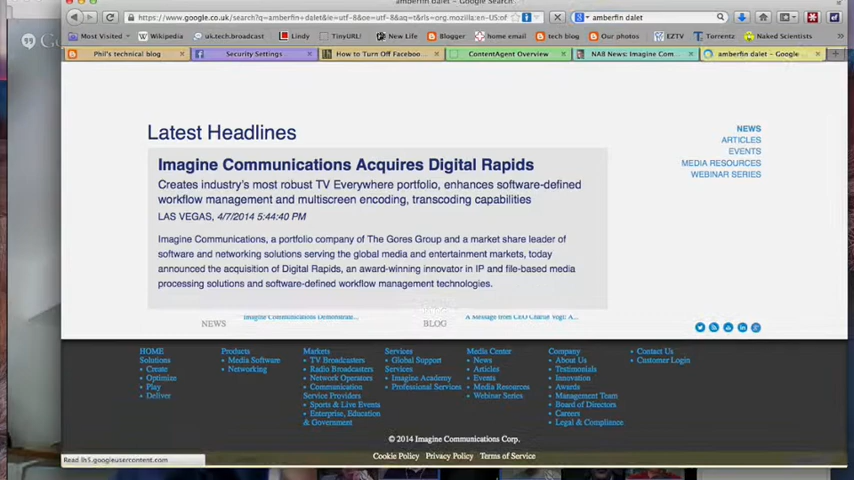 amberfin dalet - Google Search
https://www.google.co.uk/search?q=amberfin+dalet&ie=utf-8&oe=utf-8&aq=t&rls=org.mozilla:en-US:of
amberfin dalet
Most Visited
Wikipedia
uk.tech.broadcast
Lindy
TinyURL!
New Life
Blogger
home email
tech blog
Our photos
EZTV
Torrentz
Naked Scientists
Phil's technical blog
Security Settings
How to Turn Off Faceboo...
ContentAgent Overview
NAB News: Imagine Com...
amberfin dalet - Google ...
Latest Headlines
NEWS
ARTICLES
EVENTS
MEDIA RESOURCES
WEBINAR SERIES
Imagine Communications Acquires Digital Rapids
Creates industry's most robust TV Everywhere portfolio, enhances software-defined
workflow management and multiscreen encoding, transcoding capabilities
LAS VEGAS, 4/7/2014 5:44:40 PM
Imagine Communications, a portfolio company of The Gores Group and a market share leader of
software and networking solutions serving the global media and entertainment markets, today
announced the acquisition of Digital Rapids, an award-winning innovator in IP and file-based media
processing solutions and software-defined workflow management technologies.
NEWS
Imagine Communications Demonstrate...
BLOG
A Message from CEO Charlie Vogt: A...
HOME
Solutions
Create
Optimize
Play
Deliver
Products
Media Software
Networking
Markets
TV Broadcasters
Radio Broadcasters
Network Operators
Communication
Service Providers
Sports & Live Events
Enterprise, Education
& Government
Services
Global Support
Services
Imagine Academy
Professional Services
Media Center
News
Articles
Events
Media Resources
Webinar Series
Company
About Us
Testimonials
Innovation
Awards
Management Team
Board of Directors
Careers
Legal & Compliance
Contact Us
Customer Login
© 2014 Imagine Communications Corp.
Cookie Policy Privacy Policy Terms of Service
Read lh5.googleusercontent.com